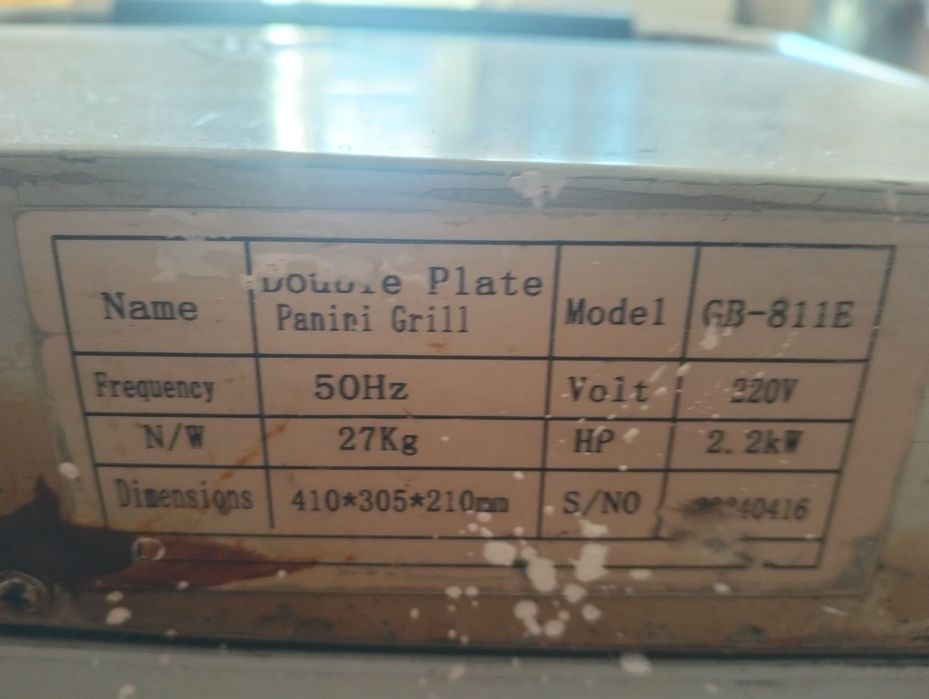 Name Double Plate Model GB-811E
Panini Grill
Frequency 50Hz Volt 220V
N/W 27Kg HP 2.2kW
Dimensions 410*305*210mm S/NO